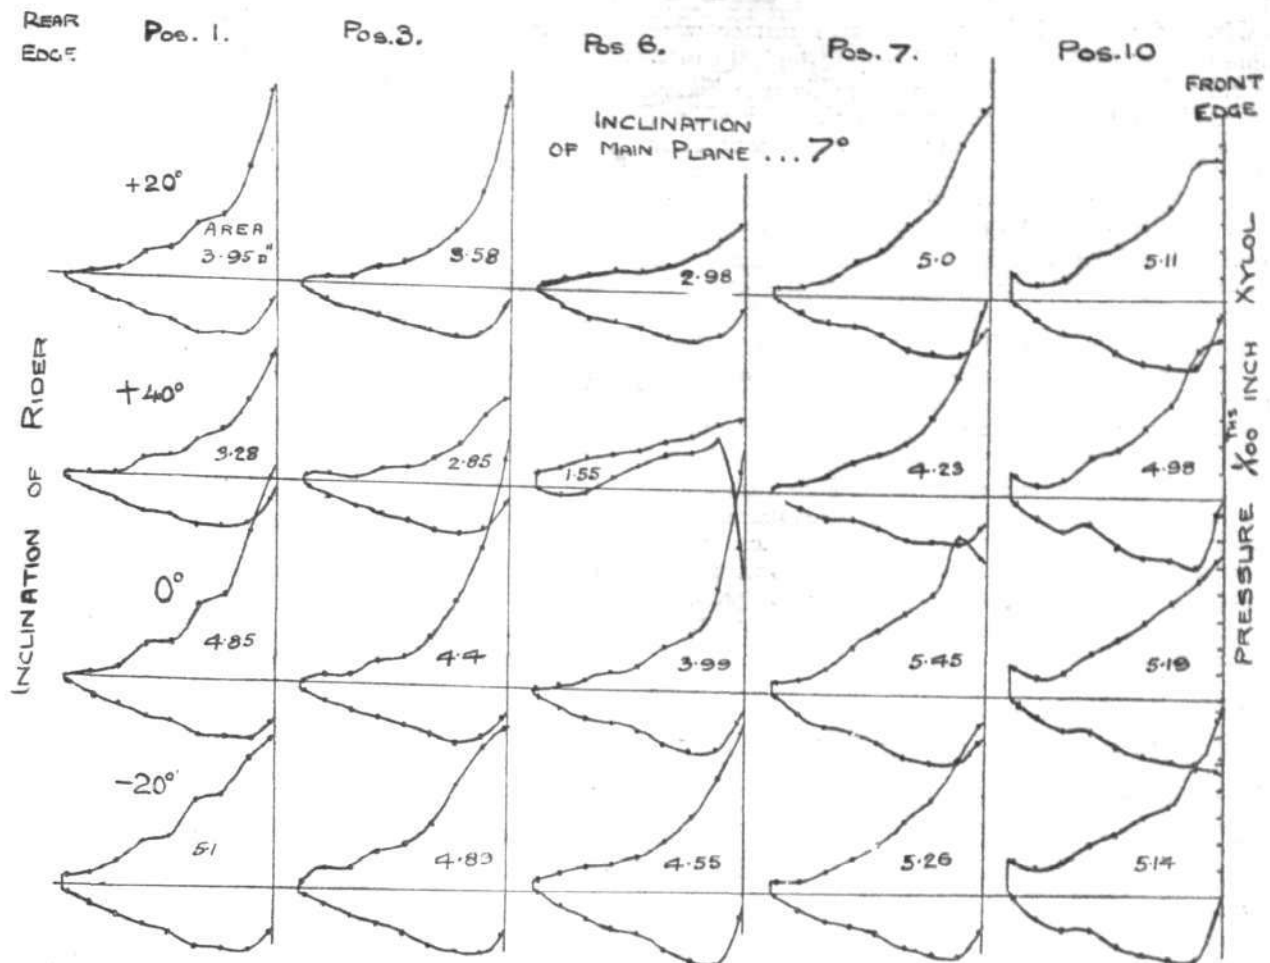 REAR
EDGE
Pos. 1.
Pos.3.
Pos 6.
Pos. 7.
Pos.10
FRONT
EDGE
INCLINATION
OF MAIN PLANE ... 7°
+20°
AREA
3.95□"
3.58
2.98
5.0
5.11
+40°
3.28
2.85
1.55
4.23
4.98
0°
4.85
4.4
3.99
5.45
5.19
-20°
5.1
4.83
4.55
5.26
5.14
INCLINATION OF RIDER
PRESSURE 1/100THS INCH XYLOL